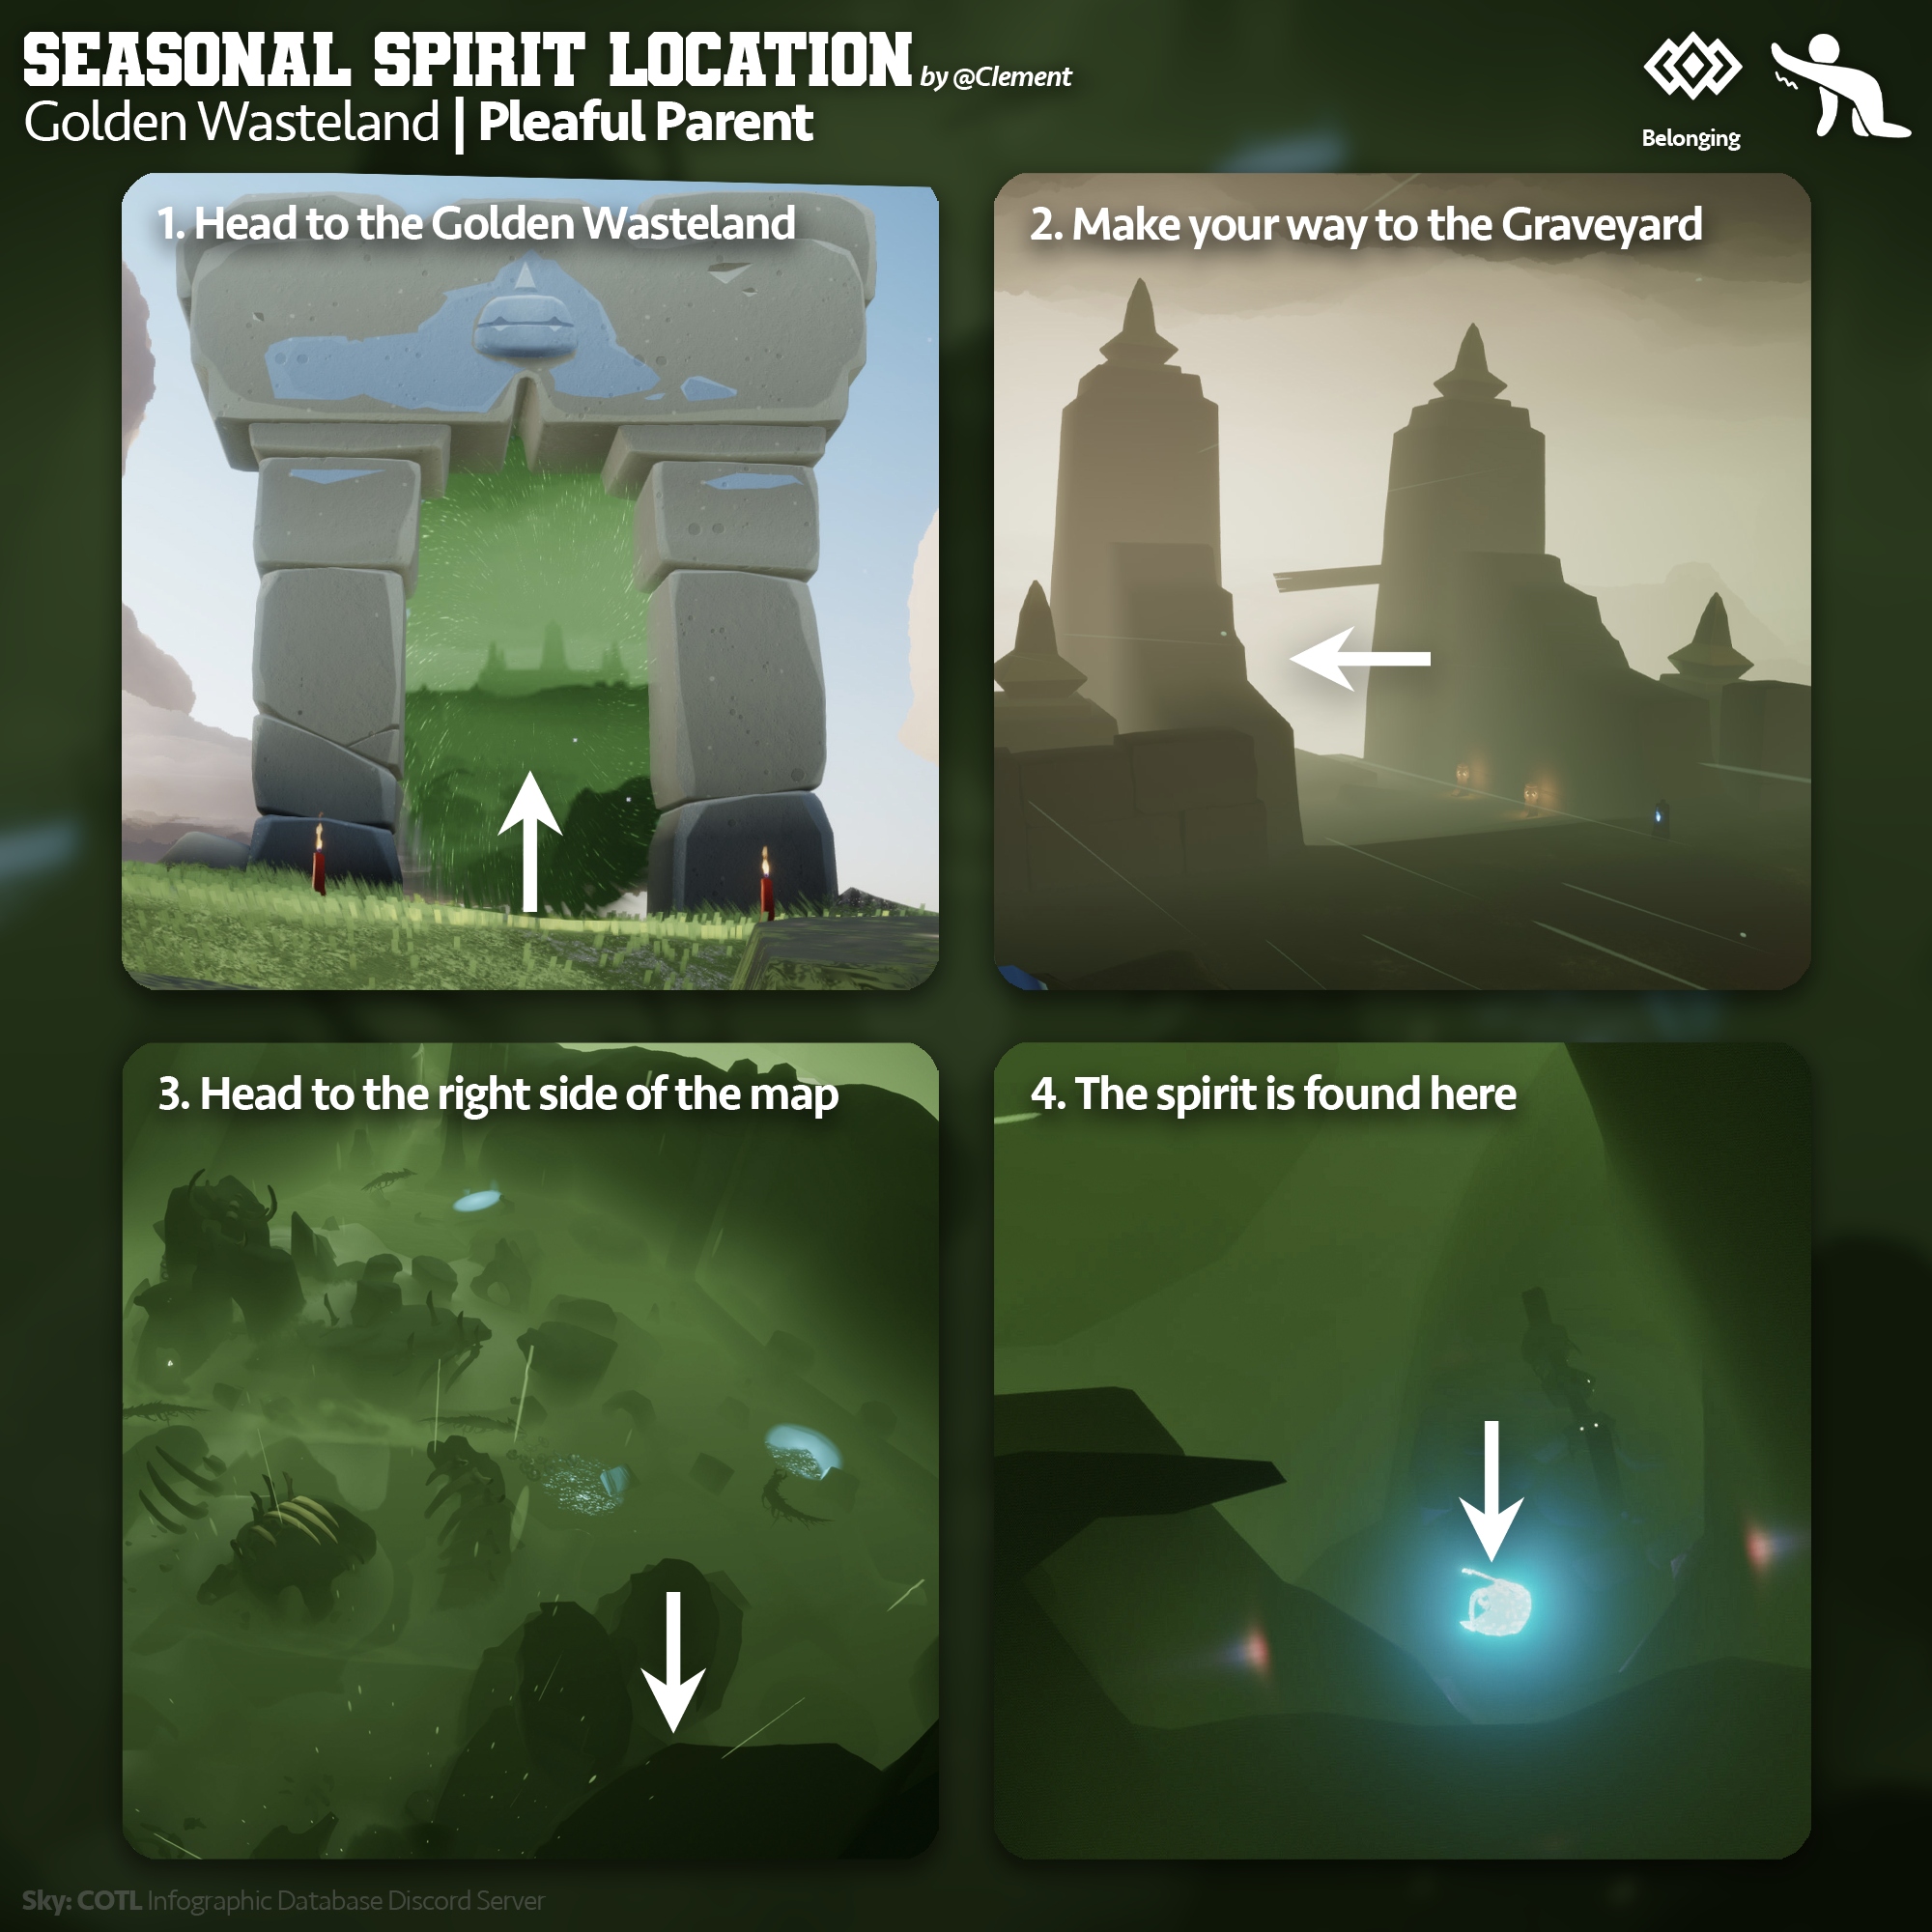 SEASONAL SPIRIT LOCATION by @Clement
Golden Wasteland | Pleaful Parent
Belonging
1. Head to the Golden Wasteland
2. Make your way to the Graveyard
3. Head to the right side of the map
4. The spirit is found here
Sky: COTL Infographic Database Discord Server